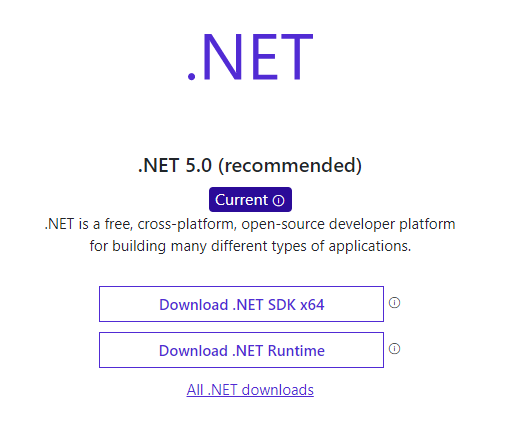 .NET
.NET 5.0 (recommended)
Current
.NET is a free, cross-platform, open-source developer platform
for building many different types of applications.
Download .NET SDK x64
Download .NET Runtime
All .NET downloads